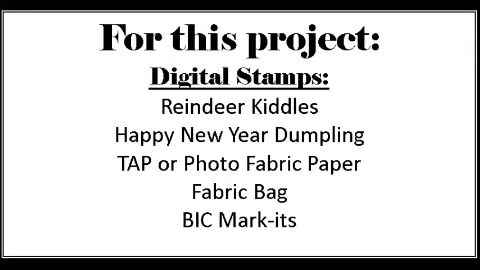 For this project:
Digital Stamps:
Reindeer Kiddles
Happy New Year Dumpling
TAP or Photo Fabric Paper
Fabric Bag
BIC Mark-its